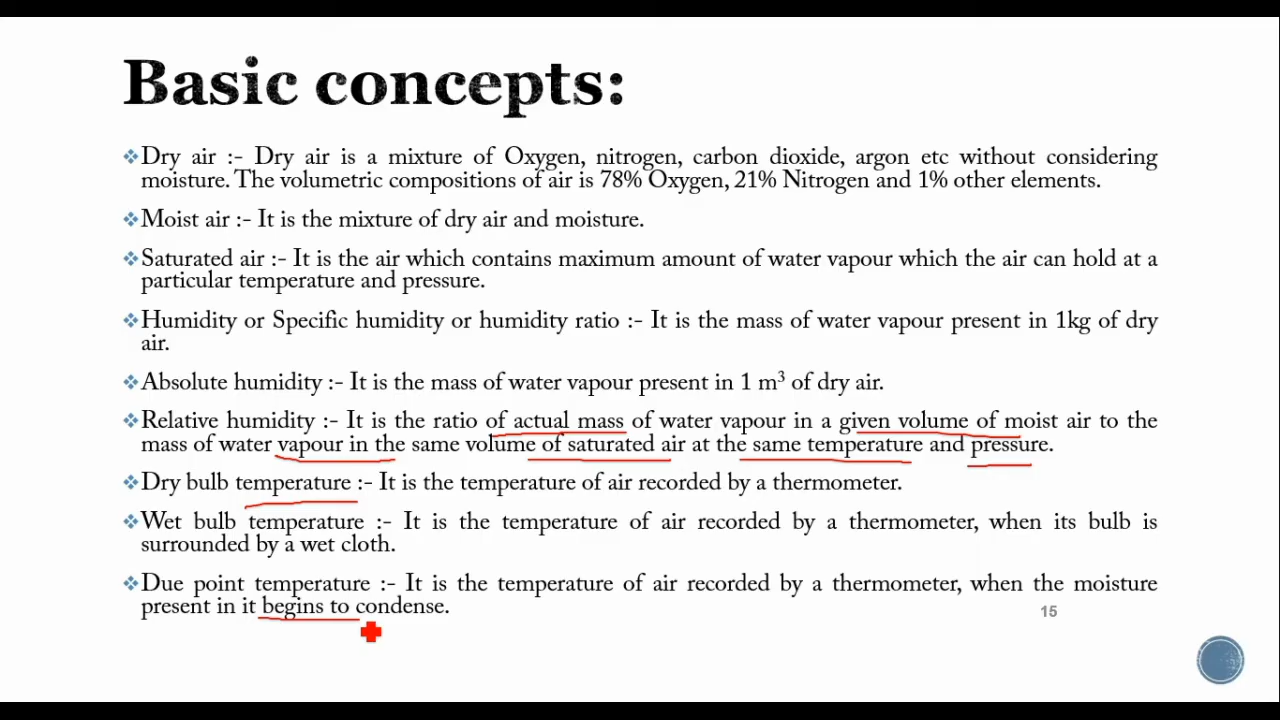 Basic concepts:
Dry air :- Dry air is a mixture of Oxygen, nitrogen, carbon dioxide, argon etc without considering
moisture. The volumetric compositions of air is 78% Oxygen, 21% Nitrogen and 1% other elements.
Moist air :- It is the mixture of dry air and moisture.
Saturated air :- It is the air which contains maximum amount of water vapour which the air can hold at a
particular temperature and pressure.
Humidity or Specific humidity or humidity ratio :- It is the mass of water vapour present in 1kg of dry
air.
Absolute humidity :- It is the mass of water vapour present in 1 m³ of dry air.
Relative humidity :- It is the ratio of actual mass of water vapour in a given volume of moist air to the
mass of water vapour in the same volume of saturated air at the same temperature and pressure.
Dry bulb temperature :- It is the temperature of air recorded by a thermometer.
Wet bulb temperature :- It is the temperature of air recorded by a thermometer, when its bulb is
surrounded by a wet cloth.
Due point temperature :- It is the temperature of air recorded by a thermometer, when the moisture
present in it begins to condense.
15